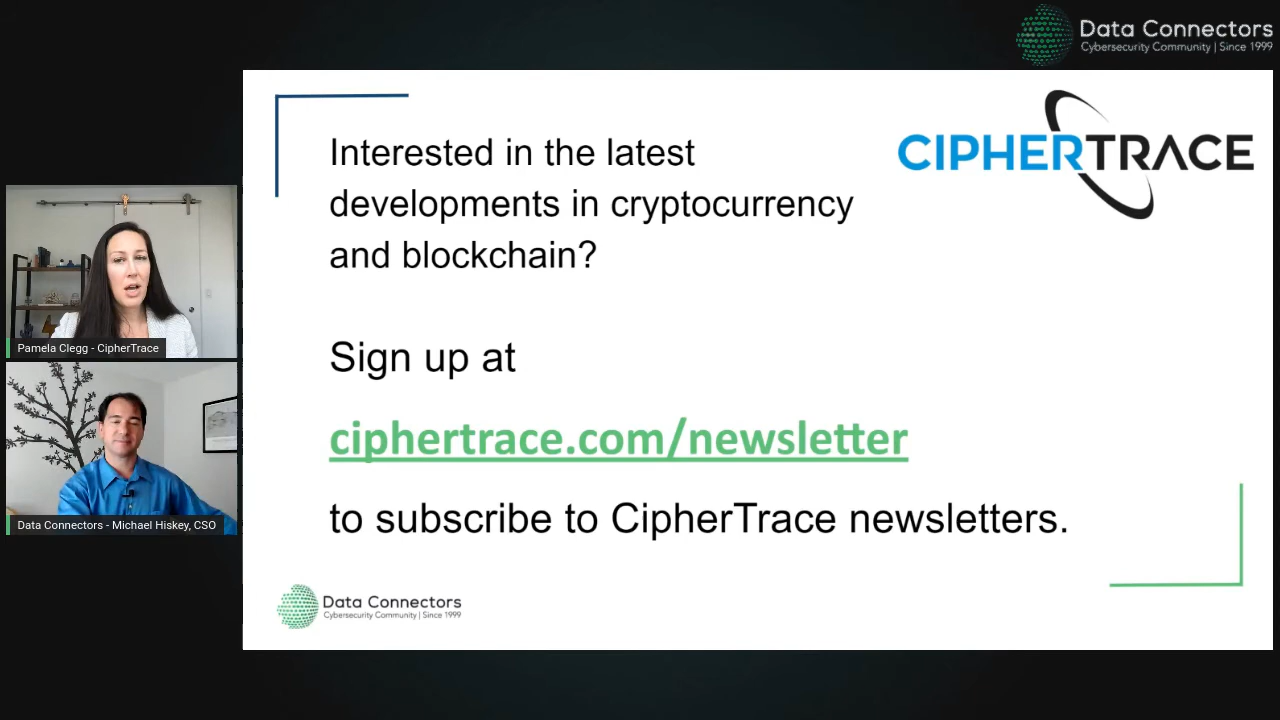 Data Connectors
Cybersecurity Community | Since 1999
Interested in the latest
developments in cryptocurrency
and blockchain?
CIPHERTRACE
Sign up at
ciphertrace.com/newsletter
to subscribe to CipherTrace newsletters.
Pamela Clegg - CipherTrace
Data Connectors - Michael Hiskey, CSO
Data Connectors
Cybersecurity Community | Since 1999